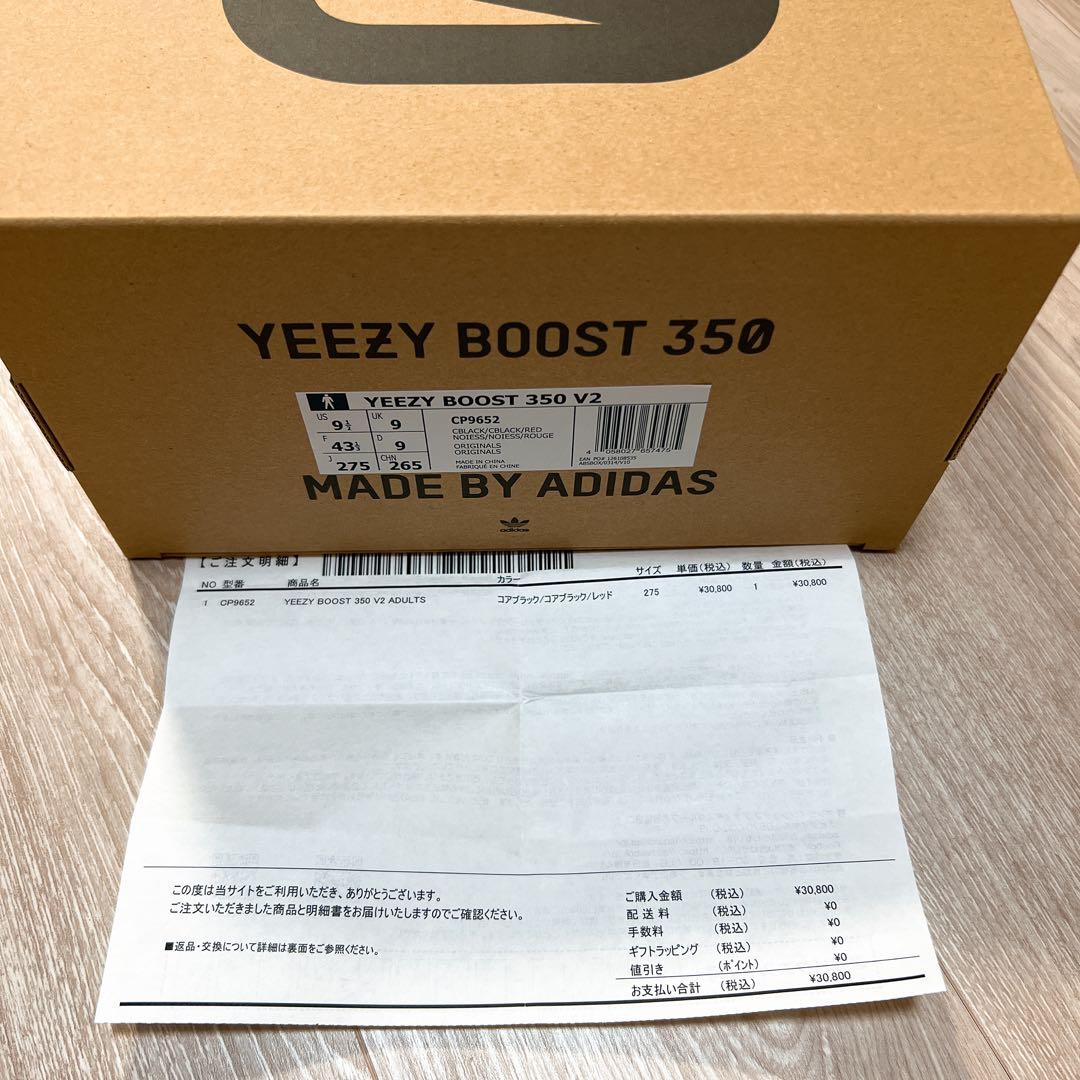 YEEZY BOOST 350
YEEZY BOOST 350 V2
US 9½ UK 9
F 43⅓ D 9
J 275 CHN 265
CP9652
CBLACK/CBLACK/RED
NOIESS/NOIESS/ROUGE
ORIGINALS
ORIGINALS
MADE IN CHINA
FABRIQUÉ EN CHINE
4 058027 057475
EAN PO# 126108535
ABSBOX/0314/V10
MADE BY ADIDAS
adidas
【ご注文明細】
NO 型番 商品名 カラー サイズ 単価(税込) 数量 金額(税込)
1 CP9652 YEEZY BOOST 350 V2 ADULTS コアブラック/コアブラック/レッド 275 ¥30,800 1 ¥30,800
この度は当サイトをご利用いただき、ありがとうございます。
ご注文いただきました商品と明細書をお届けいたしますのでご確認ください。
■返品・交換について詳細は裏面をご参照ください。
ご購入金額 (税込) ¥30,800
配送料 (税込) ¥0
手数料 (税込) ¥0
ギフトラッピング (税込) ¥0
値引き (ポイント) ¥0
お支払い合計 (税込) ¥30,800